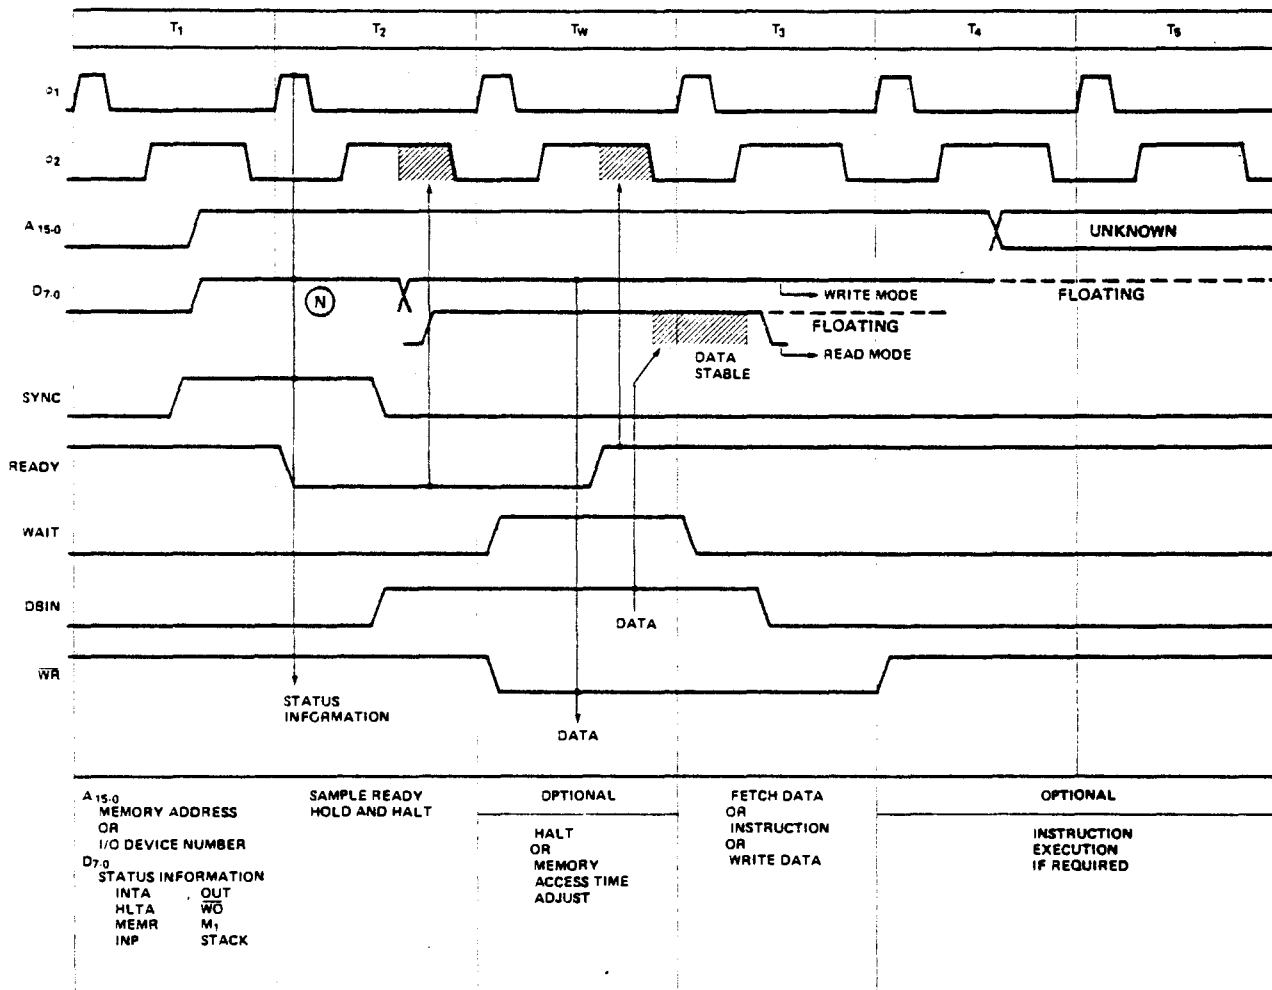 T1 T2 TW T3 T4 T5
φ1
φ2
A15-0
UNKNOWN
D7-0
N
WRITE MODE
FLOATING
FLOATING
DATA
STABLE
READ MODE
SYNC
READY
WAIT
DBIN
DATA
WR
STATUS
INFORMATION
DATA
A15-0
MEMORY ADDRESS
OR
I/O DEVICE NUMBER
D7-0
STATUS INFORMATION
INTA OUT
HLTA WO
MEMR M1
INP STACK
SAMPLE READY
HOLD AND HALT
OPTIONAL
HALT
OR
MEMORY
ACCESS TIME
ADJUST
FETCH DATA
OR
INSTRUCTION
OR
WRITE DATA
OPTIONAL
INSTRUCTION
EXECUTION
IF REQUIRED